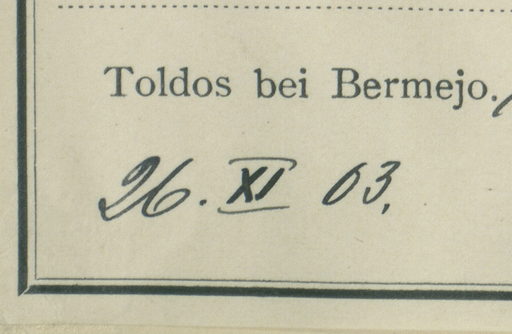 Toldos bei Bermejo.
26. XI 03.